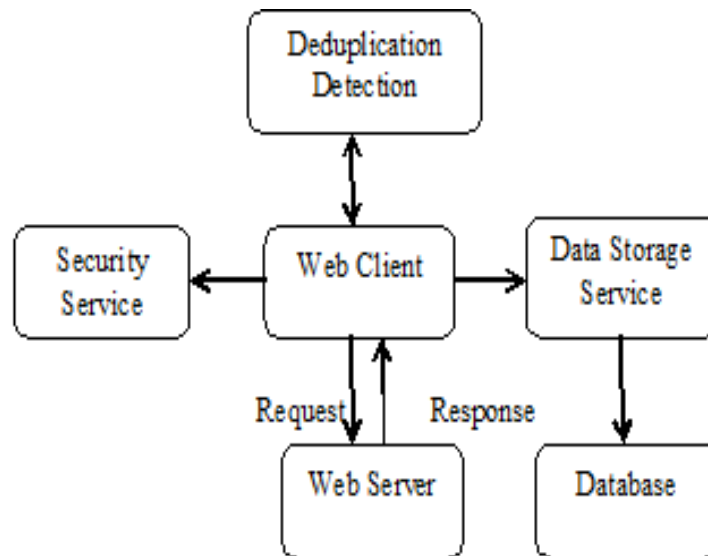 Deduplication
Detection
Security
Service
Web Client
Data Storage
Service
Request
Response
Web Server
Database